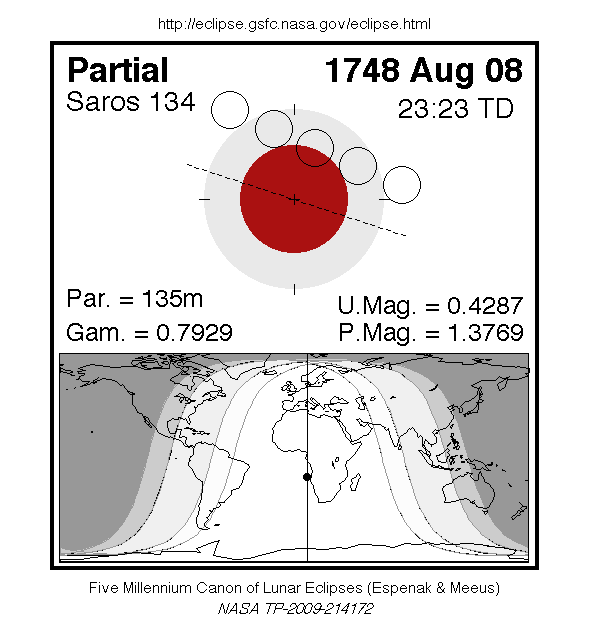 http://eclipse.gsfc.nasa.gov/eclipse.html
Partial
1748 Aug 08
Saros 134
23:23 TD
Par. = 135m
U.Mag. = 0.4287
Gam. = 0.7929
P.Mag. = 1.3769
Five Millennium Canon of Lunar Eclipses (Espenak & Meeus)
NASA TP-2009-214172